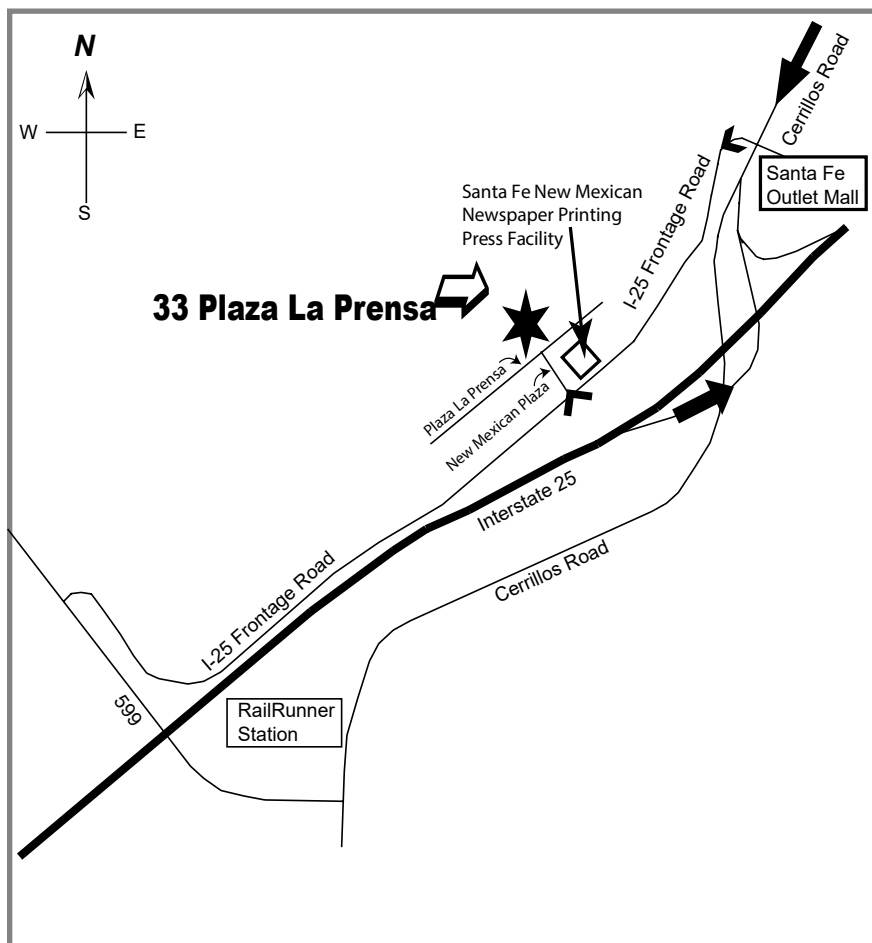 N
W
E
S
Cerrillos Road
Santa Fe
Outlet Mall
I-25 Frontage Road
Santa Fe New Mexican
Newspaper Printing
Press Facility
33 Plaza La Prensa
Plaza La Prensa
New Mexican Plaza
Interstate 25
Cerrillos Road
I-25 Frontage Road
599
RailRunner
Station